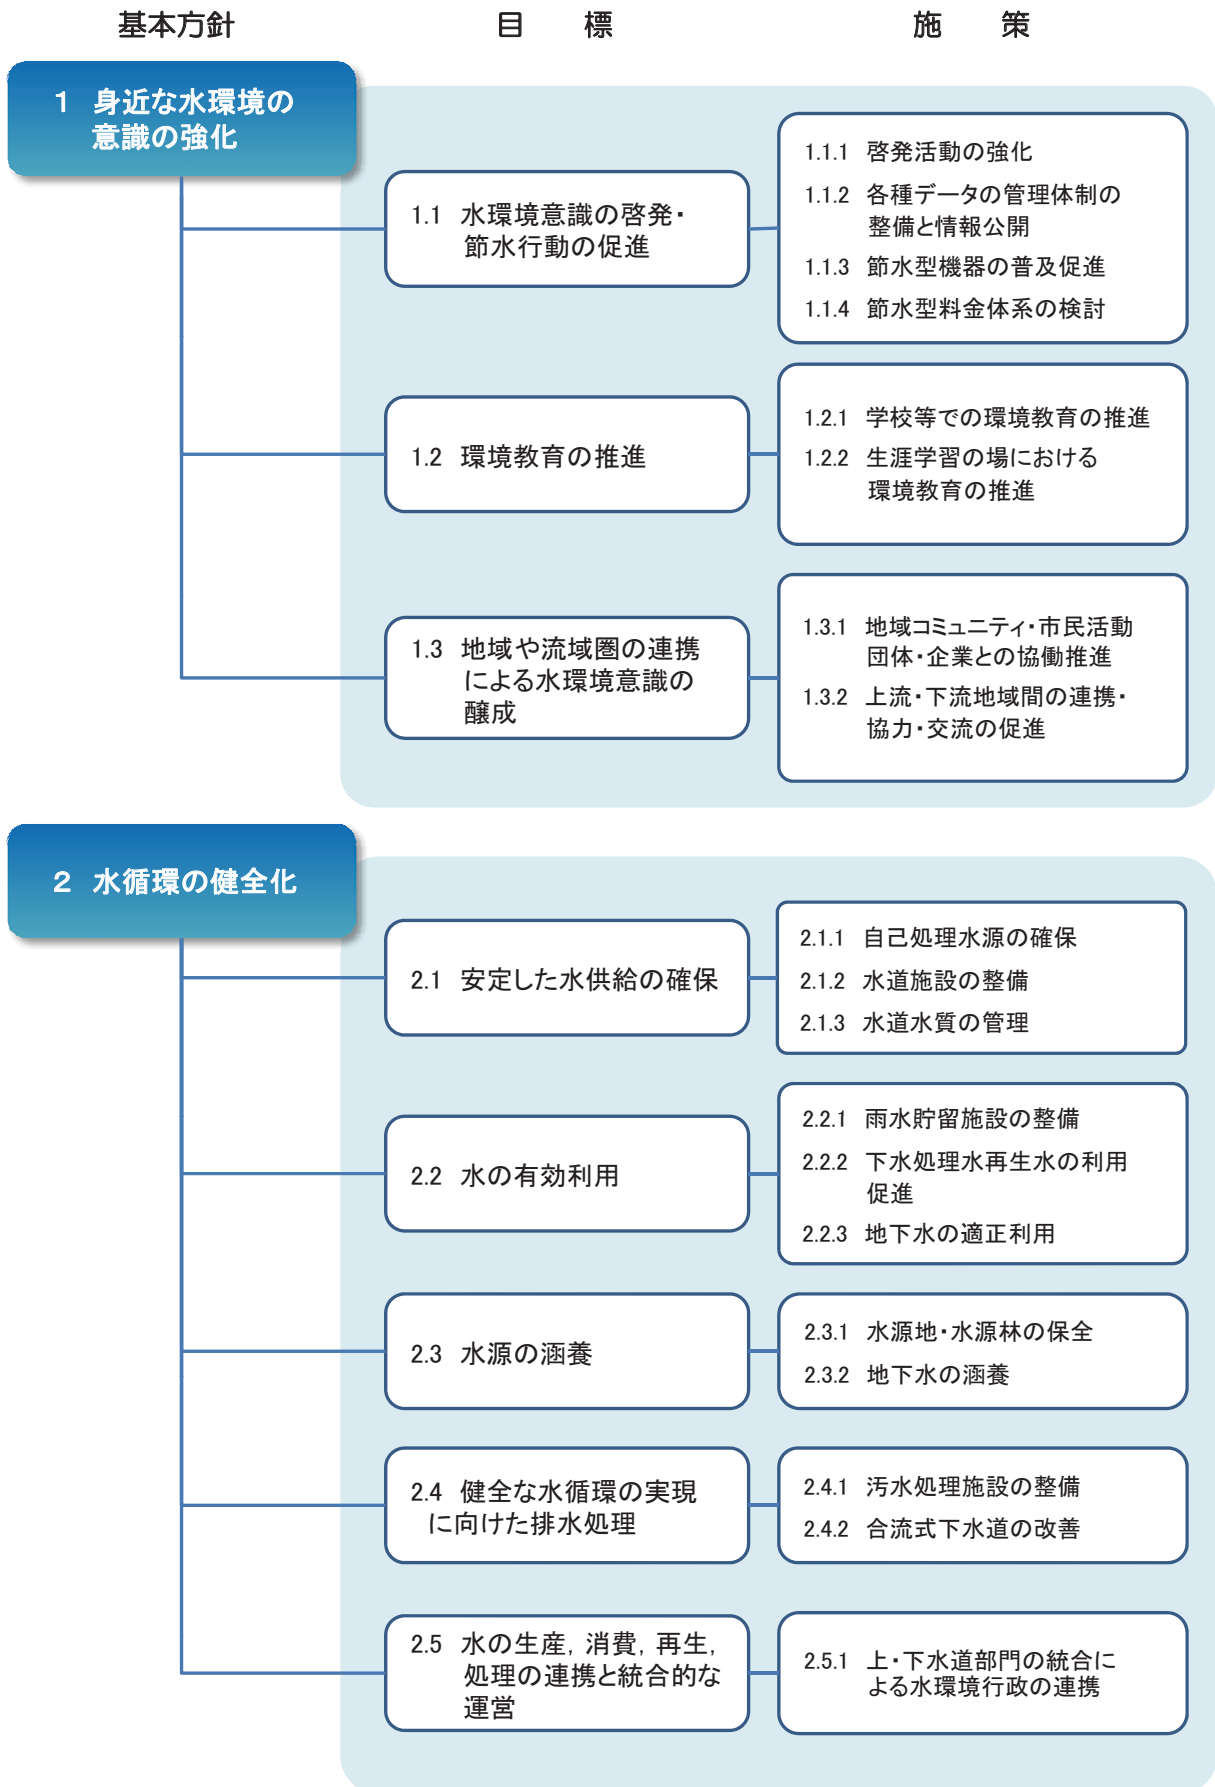 基本方針　目　標　施　策
1 身近な水環境の
意識の強化
1.1 水環境意識の啓発・
節水行動の促進
1.1.1 啓発活動の強化
1.1.2 各種データの管理体制の
整備と情報公開
1.1.3 節水型機器の普及促進
1.1.4 節水型料金体系の検討
1.2 環境教育の推進
1.2.1 学校等での環境教育の推進
1.2.2 生涯学習の場における
環境教育の推進
1.3 地域や流域圏の連携
による水環境意識の
醸成
1.3.1 地域コミュニティ・市民活動
団体・企業との協働推進
1.3.2 上流・下流地域間の連携・
協力・交流の促進
2 水循環の健全化
2.1 安定した水供給の確保
2.1.1 自己処理水源の確保
2.1.2 水道施設の整備
2.1.3 水道水質の管理
2.2 水の有効利用
2.2.1 雨水貯留施設の整備
2.2.2 下水処理水再生水の利用
促進
2.2.3 地下水の適正利用
2.3 水源の涵養
2.3.1 水源地・水源林の保全
2.3.2 地下水の涵養
2.4 健全な水循環の実現
に向けた排水処理
2.4.1 汚水処理施設の整備
2.4.2 合流式下水道の改善
2.5 水の生産，消費，再生，
処理の連携と統合的な
運営
2.5.1 上・下水道部門の統合に
よる水環境行政の連携